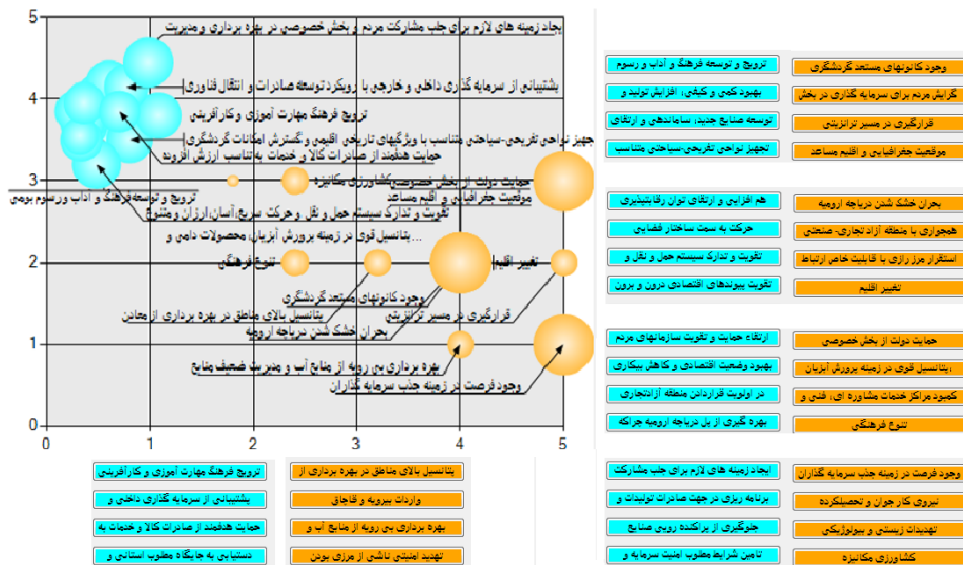 5
4
3
2
1
0
0
1
2
3
4
5
ایجاد زمینه های لازم برای جلب مشارکت مردم و بخش خصوصی در بهره برداری و مدیریت
پشتیبانی از سرمایه گذاری داخلی و خارجی با رویکرد توسعه صادرات و انتقال فناوری
ترویج فرهنگ مهارت آموزی و کارآفرینی
تجهیز نواحی تفریحی-سیاحتی متناسب با ویژگیهای تاریخی اقلیمی و گسترش امکانات گردشگری
حمایت هدفمند از صادرات کالا و خدمات به تناسب ارزش افزوده
کشاورزی مکانیزه
حمایت دولت از بخش خصوصی
موقعیت جغرافیایی و اقلیم مساعد
ترویج و توسعه فرهنگ و آداب ورسوم بومی
تقویت و تدارک سیستم حمل و نقل وحرکت سریع،آسان،ارزان ومتنوع
پتانسیل قوی در زمینه پرورش آبزیان، محصولات دامی و...
تنوع فرهنگی
تغییر اقلیم
وجود کانونهای مستعد گردشگری
پتانسیل بالای مناطق در بهره برداری از معادن
قرارگیری در مسیر ترانزیتی
بحران خشک شدن دریاچه ارومیه
بهره برداری بی رویه از منابع آب و مدیریت ضعیف منابع
وجود فرصت در زمینه جذب سرمایه گذاران
وجود کانونهای مستعد گردشگری
ترویج و توسعه فرهنگ و آداب و رسوم
گرایش مردم برای سرمایه گذاری در بخش
بهبود کمی و کیفی، افزایش تولید و
قرارگیری در مسیر ترانزیتی
توسعه صنایع جدید، ساماندهی و ارتقای
موقعیت جغرافیایی و اقلیم مساعد
تجهیز نواحی تفریحی-سیاحتی متناسب
بحران خشک شدن دریاچه ارومیه
هم افزایی و ارتقای توان رقابتپذیری
همجواری با منطقه آزاد تجاری- صنعتی
حرکت به سمت ساختار فضایی
استقرار مرز رازی با قابلیت خاص ارتباط
تقویت و تدارک سیستم حمل و نقل و
تغییر اقلیم
تقویت پیوندهای اقتصادی درون و برون
حمایت دولت از بخش خصوصی
ارتقاء حمایت و تقویت سازمانهای مردم
پتانسیل قوی در زمینه پرورش آبزیان،
بهبود وضعیت اقتصادی و کاهش بیکاری
کمبود مراکز خدمات مشاوره ای، فنی و
در اولویت قراردادن منطقه آزادتجاری
تنوع فرهنگی
بهره گیری از پل دریاچه ارومیه چراکه
وجود فرصت در زمینه جذب سرمایه گذاران
ایجاد زمینه های لازم برای جلب مشارکت
نیروی کار جوان و تحصیلکرده
برنامه ریزی در جهت صادرات تولیدات و
تهدیدات زیستی و بیولوژیکی
جلوگیری از پراکنده رویی صنایع
کشاورزی مکانیزه
تامین شرایط مطلوب امنیت سرمایه و
پتانسیل بالای مناطق در بهره برداری از
ترویج فرهنگ مهارت آموزی و کارآفرینی
واردات بیرویه و قاچاق
پشتیبانی از سرمایه گذاری داخلی و
بهره برداری بی رویه از منابع آب و
حمایت هدفمند از صادرات کالا و خدمات به
تهدید امنیتی ناشی از مرزی بودن
دستیابی به جایگاه مطلوب استانی و